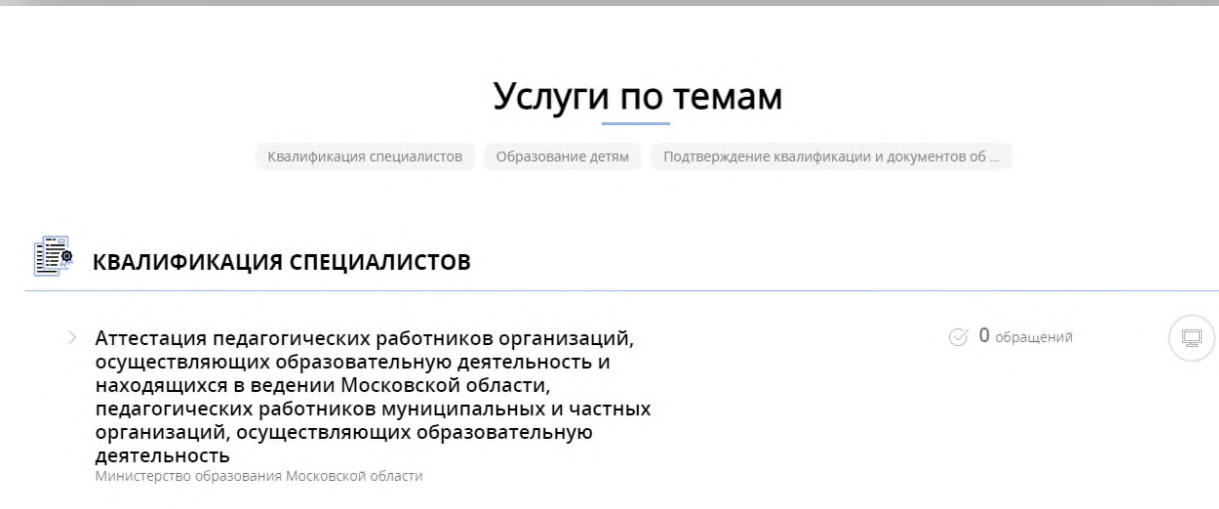 Услуги по темам
Квалификация специалистов Образование детям Подтверждение квалификации и документов об ...
КВАЛИФИКАЦИЯ СПЕЦИАЛИСТОВ
Аттестация педагогических работников организаций, 0 обращений
осуществляющих образовательную деятельность и
находящихся в ведении Московской области,
педагогических работников муниципальных и частных
организаций, осуществляющих образовательную
деятельность
Министерство образования Московской области